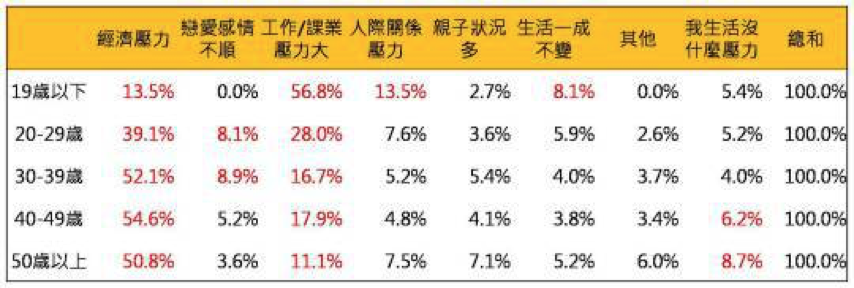 經濟壓力 戀愛感情不順 工作/課業壓力大 人際關係壓力 親子狀況多 生活一成不變 其他 我生活沒什麼壓力 總和
19歲以下 13.5% 0.0% 56.8% 13.5% 2.7% 8.1% 0.0% 5.4% 100.0%
20-29歲 39.1% 8.1% 28.0% 7.6% 3.6% 5.9% 2.6% 5.2% 100.0%
30-39歲 52.1% 8.9% 16.7% 5.2% 5.4% 4.0% 3.7% 4.0% 100.0%
40-49歲 54.6% 5.2% 17.9% 4.8% 4.1% 3.8% 3.4% 6.2% 100.0%
50歲以上 50.8% 3.6% 11.1% 7.5% 7.1% 5.2% 6.0% 8.7% 100.0%